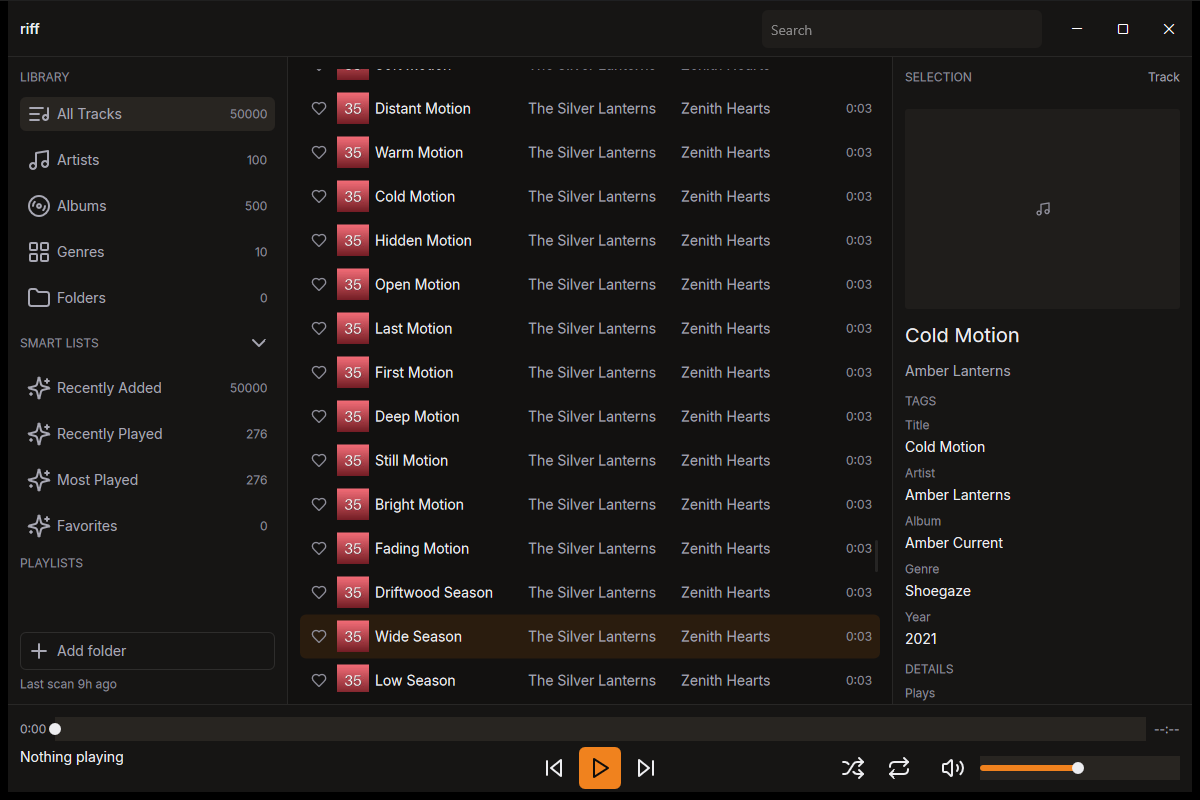 riff
Search
LIBRARY
All Tracks 50000
Artists 100
Albums 500
Genres 10
Folders 0
SMART LISTS
Recently Added 50000
Recently Played 276
Most Played 276
Favorites 0
PLAYLISTS
Add folder
Last scan 9h ago
35 Distant Motion The Silver Lanterns Zenith Hearts 0:03
35 Warm Motion The Silver Lanterns Zenith Hearts 0:03
35 Cold Motion The Silver Lanterns Zenith Hearts 0:03
35 Hidden Motion The Silver Lanterns Zenith Hearts 0:03
35 Open Motion The Silver Lanterns Zenith Hearts 0:03
35 Last Motion The Silver Lanterns Zenith Hearts 0:03
35 First Motion The Silver Lanterns Zenith Hearts 0:03
35 Deep Motion The Silver Lanterns Zenith Hearts 0:03
35 Still Motion The Silver Lanterns Zenith Hearts 0:03
35 Bright Motion The Silver Lanterns Zenith Hearts 0:03
35 Fading Motion The Silver Lanterns Zenith Hearts 0:03
35 Driftwood Season The Silver Lanterns Zenith Hearts 0:03
35 Wide Season The Silver Lanterns Zenith Hearts 0:03
35 Low Season The Silver Lanterns Zenith Hearts 0:03
SELECTION Track
Cold Motion
Amber Lanterns
TAGS
Title
Cold Motion
Artist
Amber Lanterns
Album
Amber Current
Genre
Shoegaze
Year
2021
DETAILS
Plays
0:00 --:--
Nothing playing